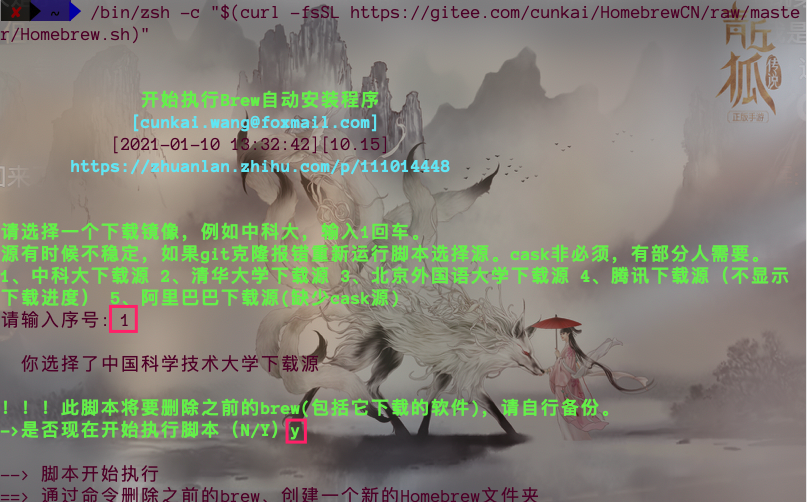 ~ /bin/zsh -c "$(curl -fsSL https://gitee.com/cunkai/HomebrewCN/raw/maste
r/Homebrew.sh)"
开始执行Brew自动安装程序
[cunkai.wang@foxmail.com]
[2021-01-10 13:32:42][10.15]
https://zhuanlan.zhihu.com/p/111014448
请选择一个下载镜像，例如中科大，输入1回车。
源有时候不稳定，如果git克隆报错重新运行脚本选择源。cask非必须，有部分人需要。
1、中科大下载源 2、清华大学下载源 3、北京外国语大学下载源 4、腾讯下载源（不显示
下载进度） 5、阿里巴巴下载源(缺少cask源)
请输入序号: 1
你选择了中国科学技术大学下载源
！！！此脚本将要删除之前的brew(包括它下载的软件)，请自行备份。
->是否现在开始执行脚本（N/Y）y
--> 脚本开始执行
==> 通过命令删除之前的brew、创建一个新的Homebrew文件夹
狐
传说
正版手游
来